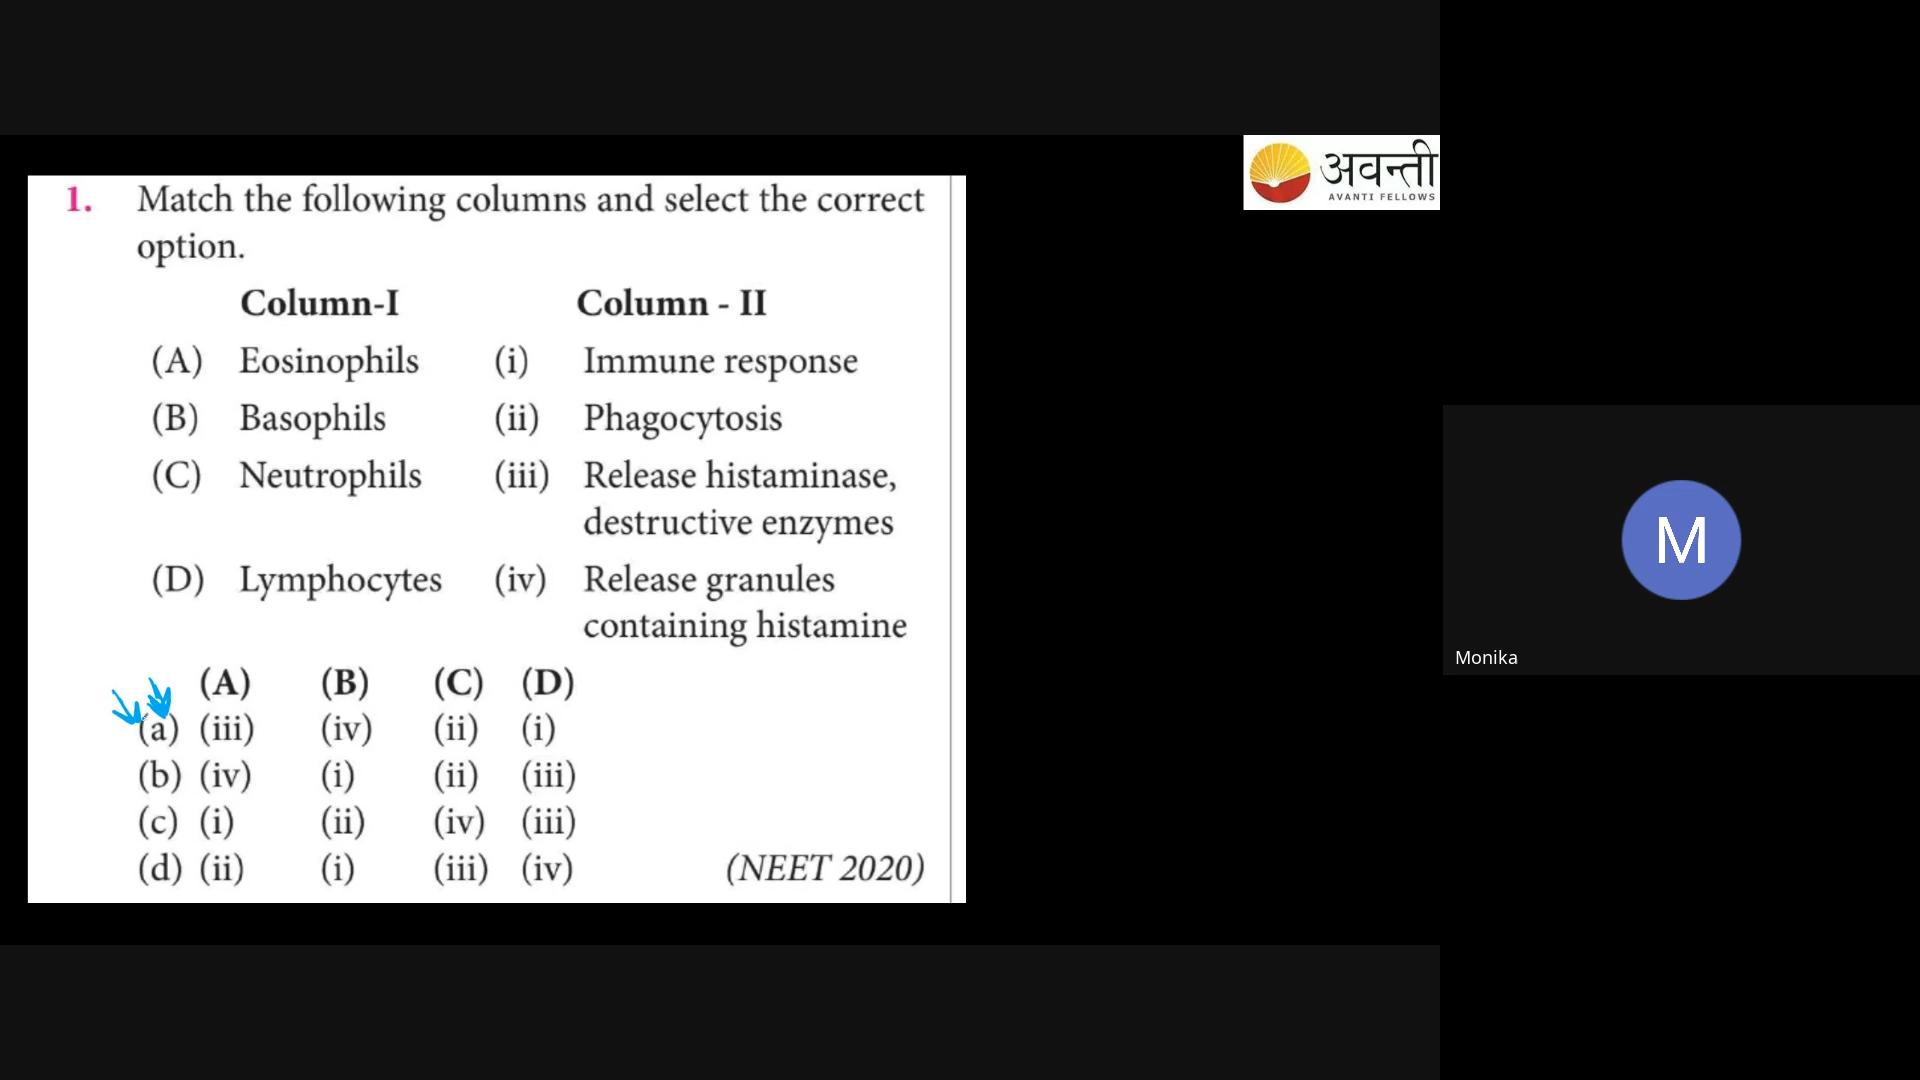 अवन्ती
AVANTI FELLOWS
1. Match the following columns and select the correct
option.
Column-I Column - II
(A) Eosinophils (i) Immune response
(B) Basophils (ii) Phagocytosis
(C) Neutrophils (iii) Release histaminase,
destructive enzymes
(D) Lymphocytes (iv) Release granules
containing histamine
(A) (B) (C) (D)
(a) (iii) (iv) (ii) (i)
(b) (iv) (i) (ii) (iii)
(c) (i) (ii) (iv) (iii)
(d) (ii) (i) (iii) (iv) (NEET 2020)
M
Monika